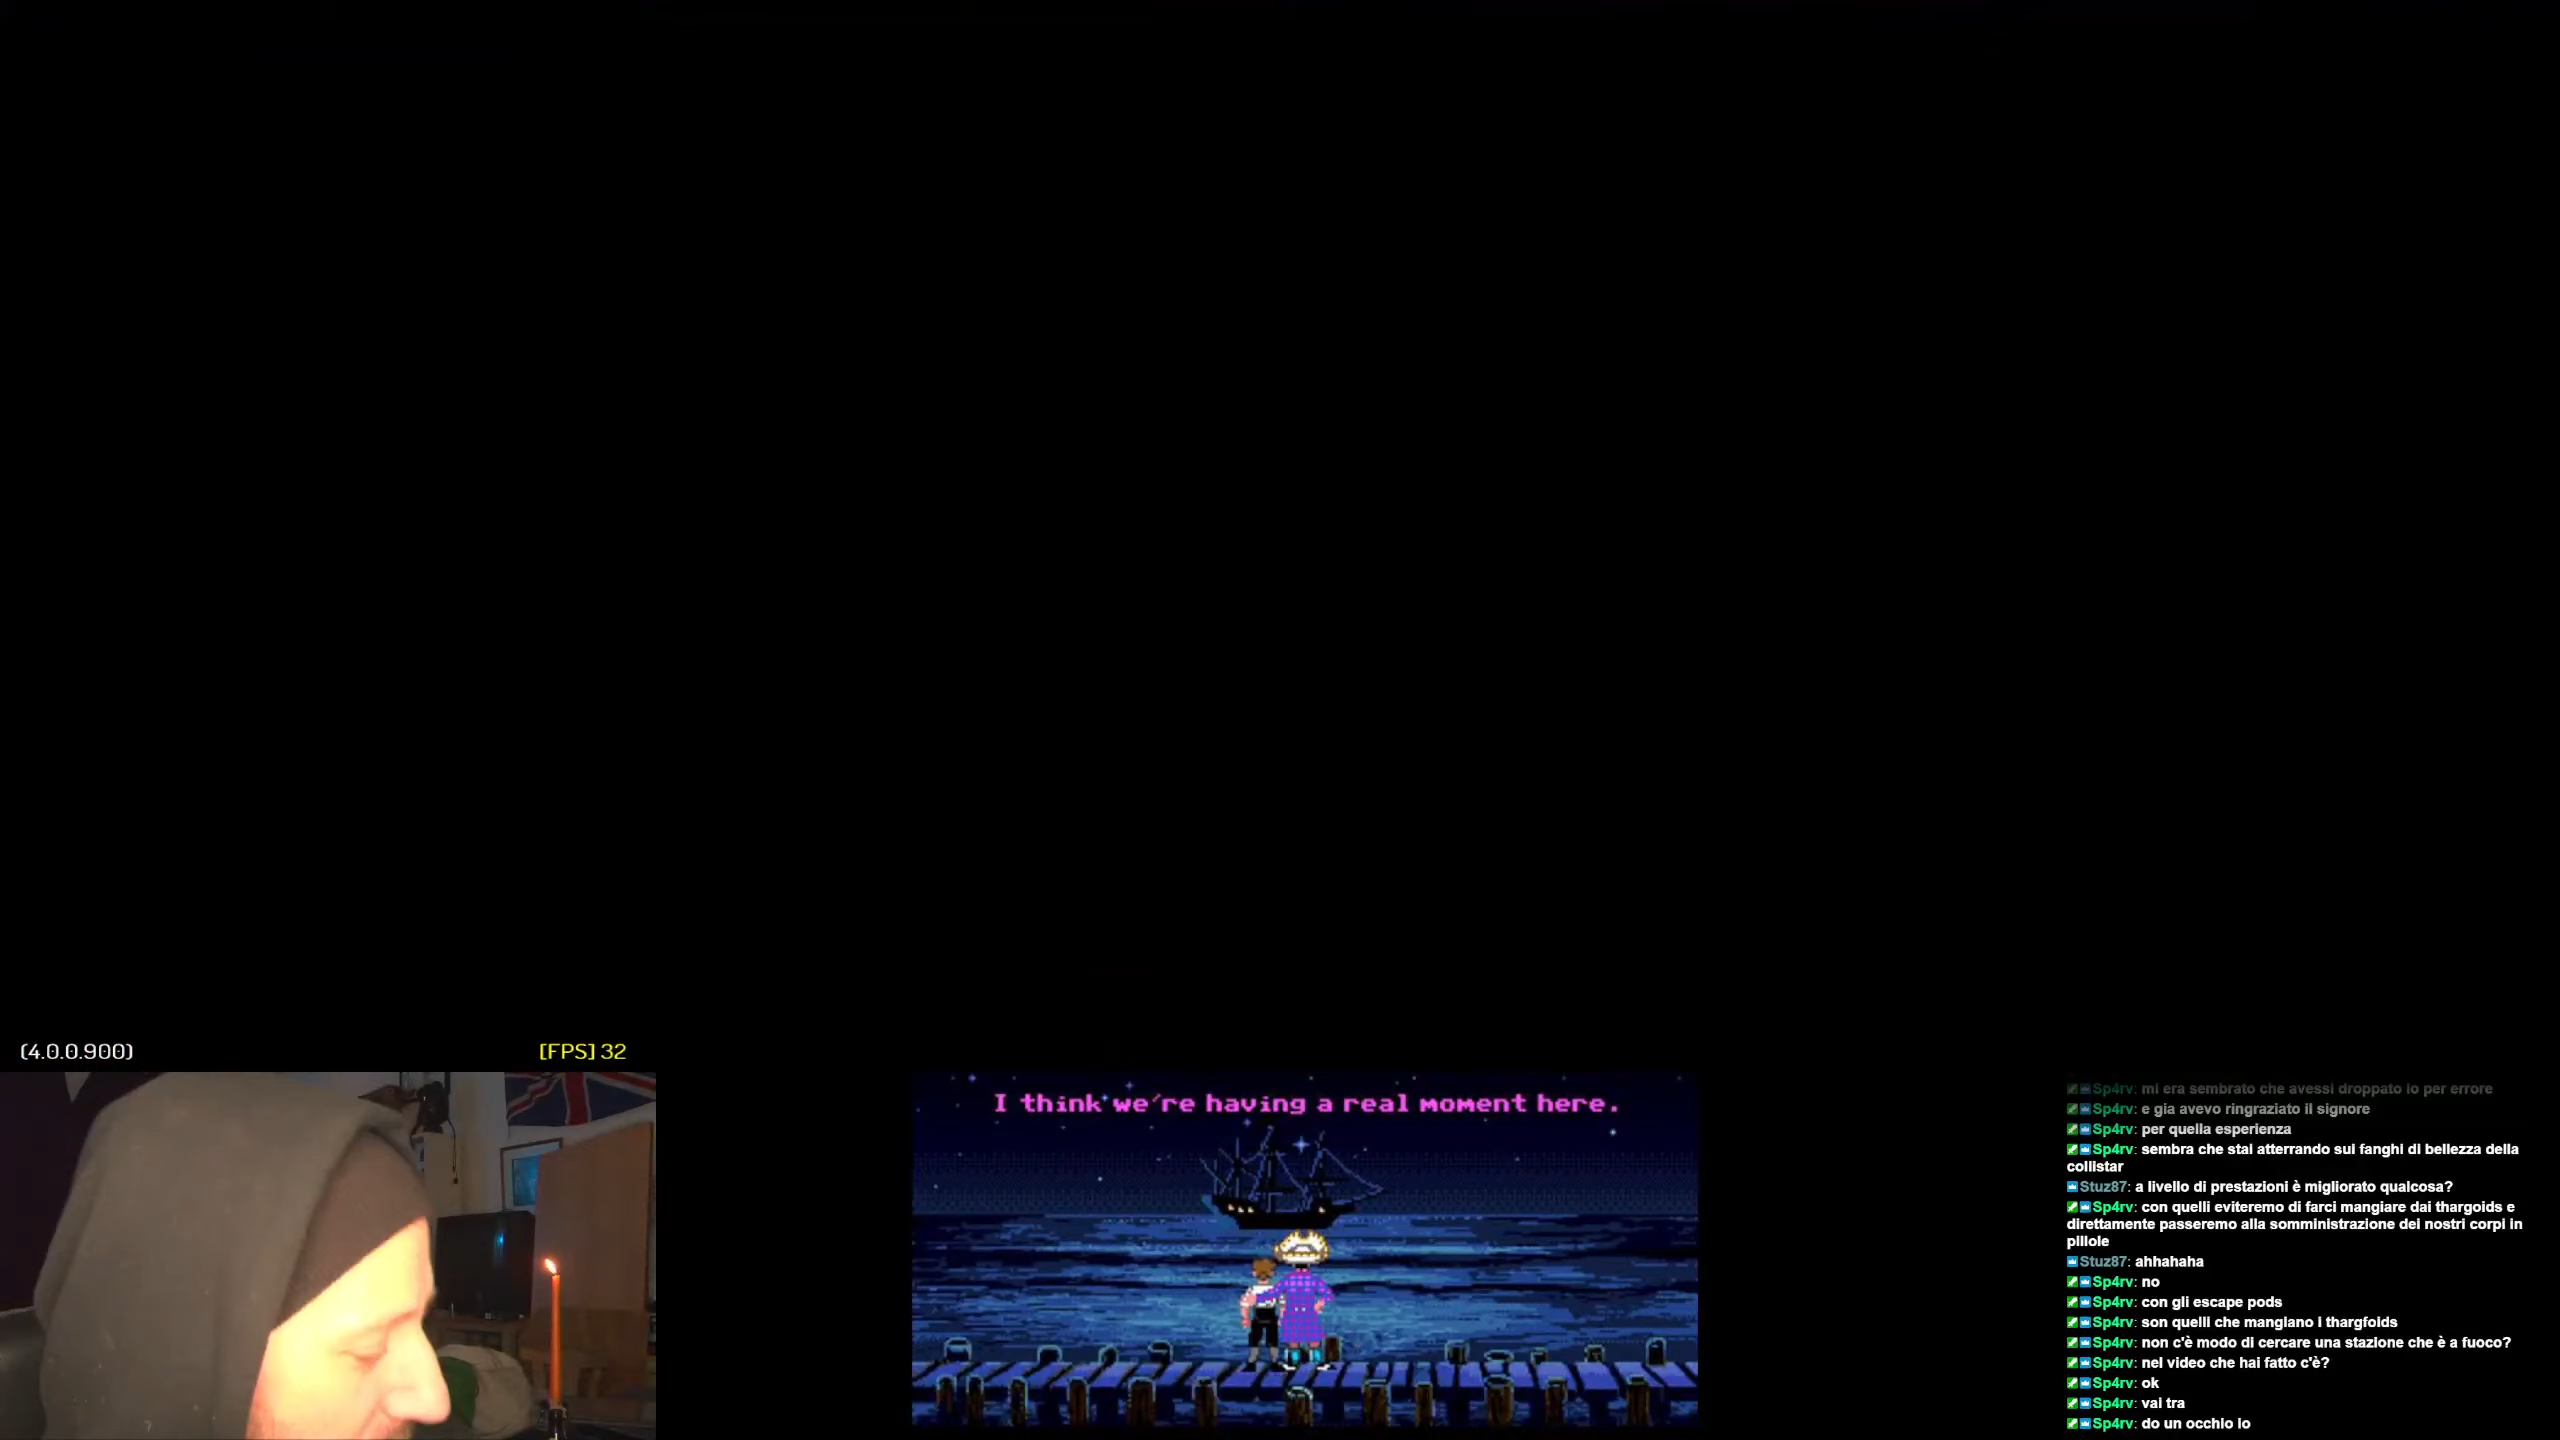 (4.0.0.900)
[FPS] 32
I think we're having a real moment here.
Sp4rv: mi era sembrato che avessi droppato io per errore
Sp4rv: e gia avevo ringraziato il signore
Sp4rv: per quella esperienza
Sp4rv: sembra che stai atterrando sui fanghi di bellezza della
collistar
Stuz87: a livello di prestazioni è migliorato qualcosa?
Sp4rv: con quelli eviteremo di farci mangiare dai thargoids e
direttamente passeremo alla somministrazione dei nostri corpi in
pillole
Stuz87: ahhahaha
Sp4rv: no
Sp4rv: con gli escape pods
Sp4rv: son quelli che mangiano i thargfoids
Sp4rv: non c'è modo di cercare una stazione che è a fuoco?
Sp4rv: nel video che hai fatto c'è?
Sp4rv: ok
Sp4rv: vai tra
Sp4rv: do un occhio io